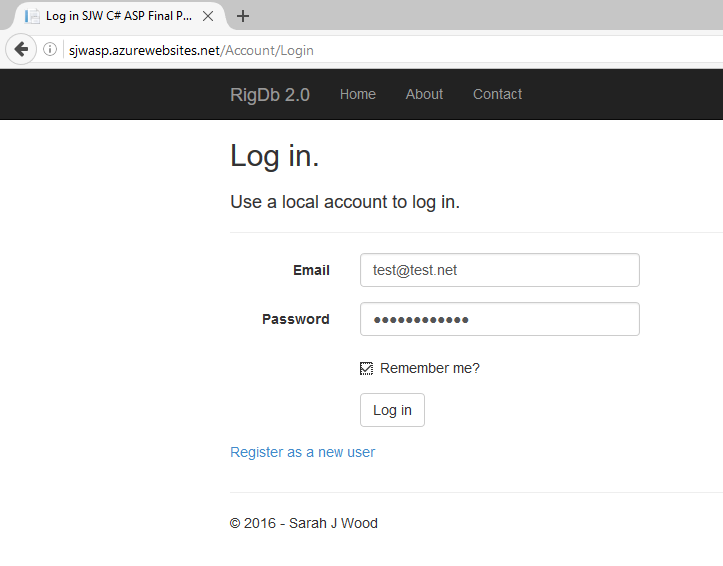 Log in SJW C# ASP Final P...
sjwasp.azurewebsites.net/Account/Login
RigDb 2.0 Home About Contact
Log in.
Use a local account to log in.
Email test@test.net
Password ●●●●●●●●●●●●
Remember me?
Log in
Register as a new user
© 2016 - Sarah J Wood